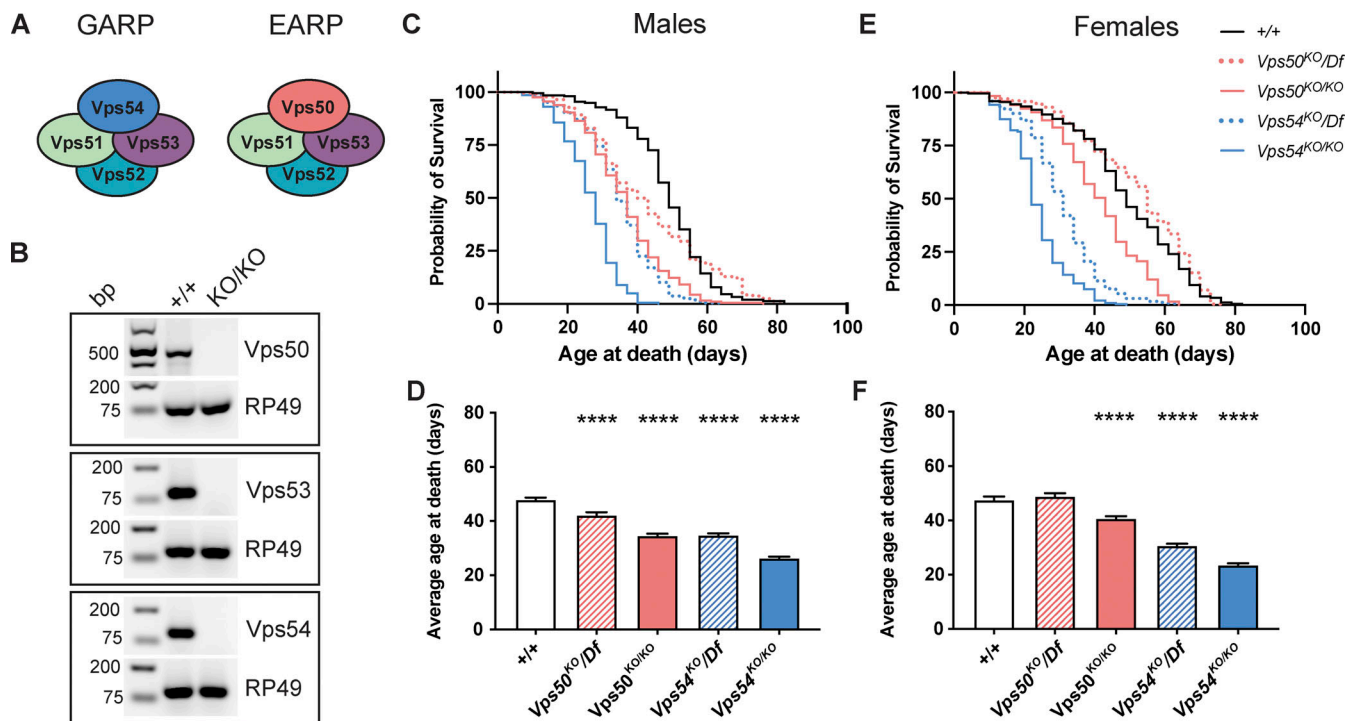 A
GARP
EARP
Vps54
Vps51
Vps53
Vps52
Vps50
Vps51
Vps53
Vps52
B
bp
+/+
KO/KO
500
Vps50
200
75
RP49
200
75
Vps53
200
75
RP49
200
75
Vps54
200
75
RP49
C
Males
Probability of Survival
100
75
50
25
0
0 20 40 60 80 100
Age at death (days)
E
Females
Probability of Survival
100
75
50
25
0
0 20 40 60 80 100
Age at death (days)
+/+
Vps50KO/Df
Vps50KO/KO
Vps54KO/Df
Vps54KO/KO
D
Average age at death (days)
80
60
40
20
0
**** **** **** ****
+/+
Vps50KO/Df
Vps50KO/KO
Vps54KO/Df
Vps54KO/KO
F
Average age at death (days)
80
60
40
20
0
**** **** ****
+/+
Vps50KO/Df
Vps50KO/KO
Vps54KO/Df
Vps54KO/KO